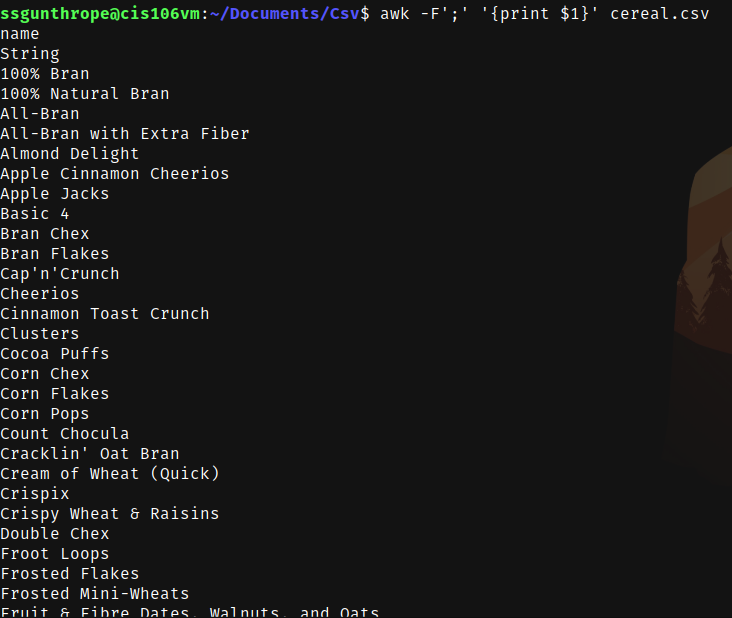 ssgunthrope@cis106vm:~/Documents/Csv$ awk -F';' '{print $1}' cereal.csv
name
String
100% Bran
100% Natural Bran
All-Bran
All-Bran with Extra Fiber
Almond Delight
Apple Cinnamon Cheerios
Apple Jacks
Basic 4
Bran Chex
Bran Flakes
Cap'n'Crunch
Cheerios
Cinnamon Toast Crunch
Clusters
Cocoa Puffs
Corn Chex
Corn Flakes
Corn Pops
Count Chocula
Cracklin' Oat Bran
Cream of Wheat (Quick)
Crispix
Crispy Wheat & Raisins
Double Chex
Froot Loops
Frosted Flakes
Frosted Mini-Wheats
Fruit & Fibre Dates, Walnuts, and Oats